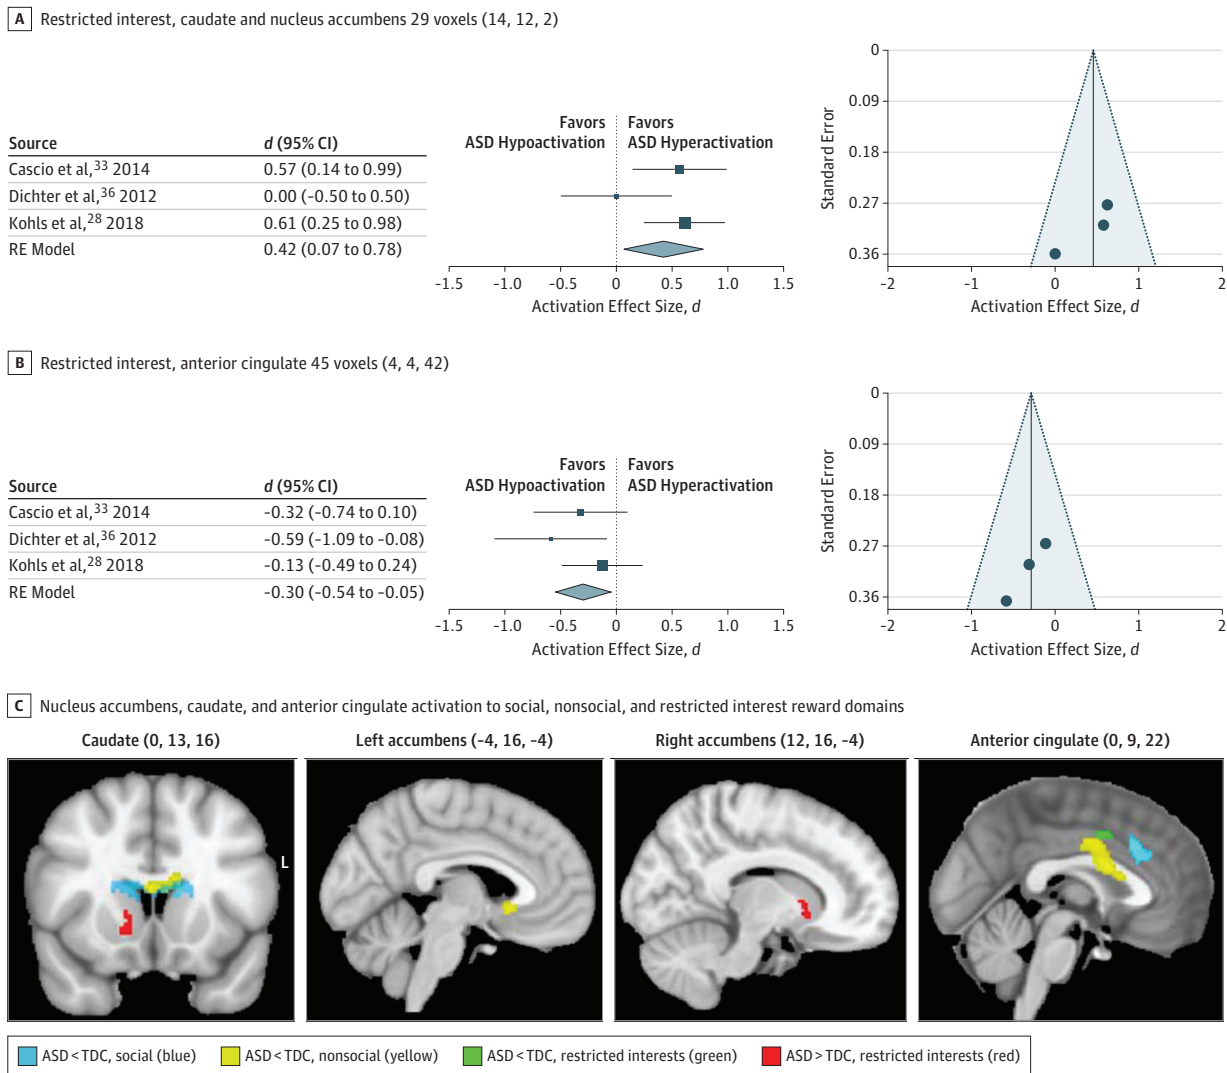 A Restricted interest, caudate and nucleus accumbens 29 voxels (14, 12, 2)
Source d (95% CI)
Cascio et al,33 2014 0.57 (0.14 to 0.99)
Dichter et al,36 2012 0.00 (-0.50 to 0.50)
Kohls et al,28 2018 0.61 (0.25 to 0.98)
RE Model 0.42 (0.07 to 0.78)
Favors Favors
ASD Hypoactivation ASD Hyperactivation
-1.5 -1.0 -0.5 0 0.5 1.0 1.5
Activation Effect Size, d
Standard Error
0
0.09
0.18
0.27
0.36
-2 -1 0 1 2
Activation Effect Size, d
B Restricted interest, anterior cingulate 45 voxels (4, 4, 42)
Source d (95% CI)
Cascio et al,33 2014 -0.32 (-0.74 to 0.10)
Dichter et al,36 2012 -0.59 (-1.09 to -0.08)
Kohls et al,28 2018 -0.13 (-0.49 to 0.24)
RE Model -0.30 (-0.54 to -0.05)
Favors Favors
ASD Hypoactivation ASD Hyperactivation
-1.5 -1.0 -0.5 0 0.5 1.0 1.5
Activation Effect Size, d
Standard Error
0
0.09
0.18
0.27
0.36
-2 -1 0 1 2
Activation Effect Size, d
C Nucleus accumbens, caudate, and anterior cingulate activation to social, nonsocial, and restricted interest reward domains
Caudate (0, 13, 16) Left accumbens (-4, 16, -4) Right accumbens (12, 16, -4) Anterior cingulate (0, 9, 22)
L
ASD < TDC, social (blue) ASD < TDC, nonsocial (yellow) ASD < TDC, restricted interests (green) ASD > TDC, restricted interests (red)